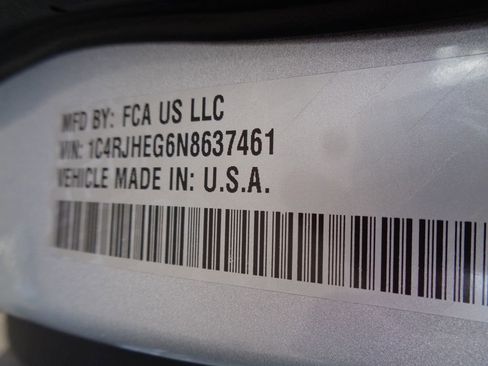 MFD BY: FCA US LLC
VIN: 1C4RJHEG6N8637461
VEHICLE MADE IN: U.S.A.